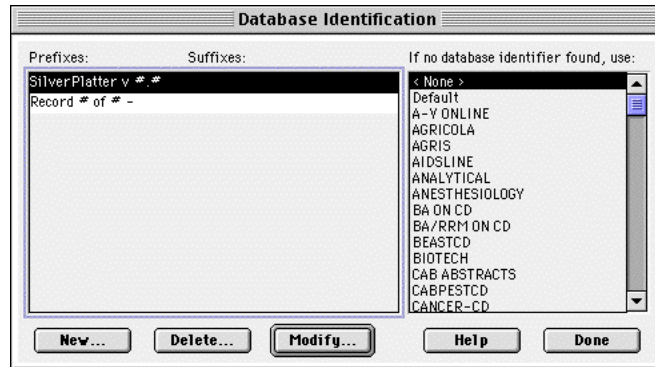 Database Identification
Prefixes: Suffixes: If no database identifier found, use:
SilverPlatter v #.#
Record # of # -
< None >
Default
A-V ONLINE
AGRICOLA
AGRIS
AIDSLINE
ANALYTICAL
ANESTHESIOLOGY
BA ON CD
BA/RRM ON CD
BEASTCD
BIOTECH
CAB ABSTRACTS
CABPESTCD
CANCER-CD
New... Delete... Modify... Help Done